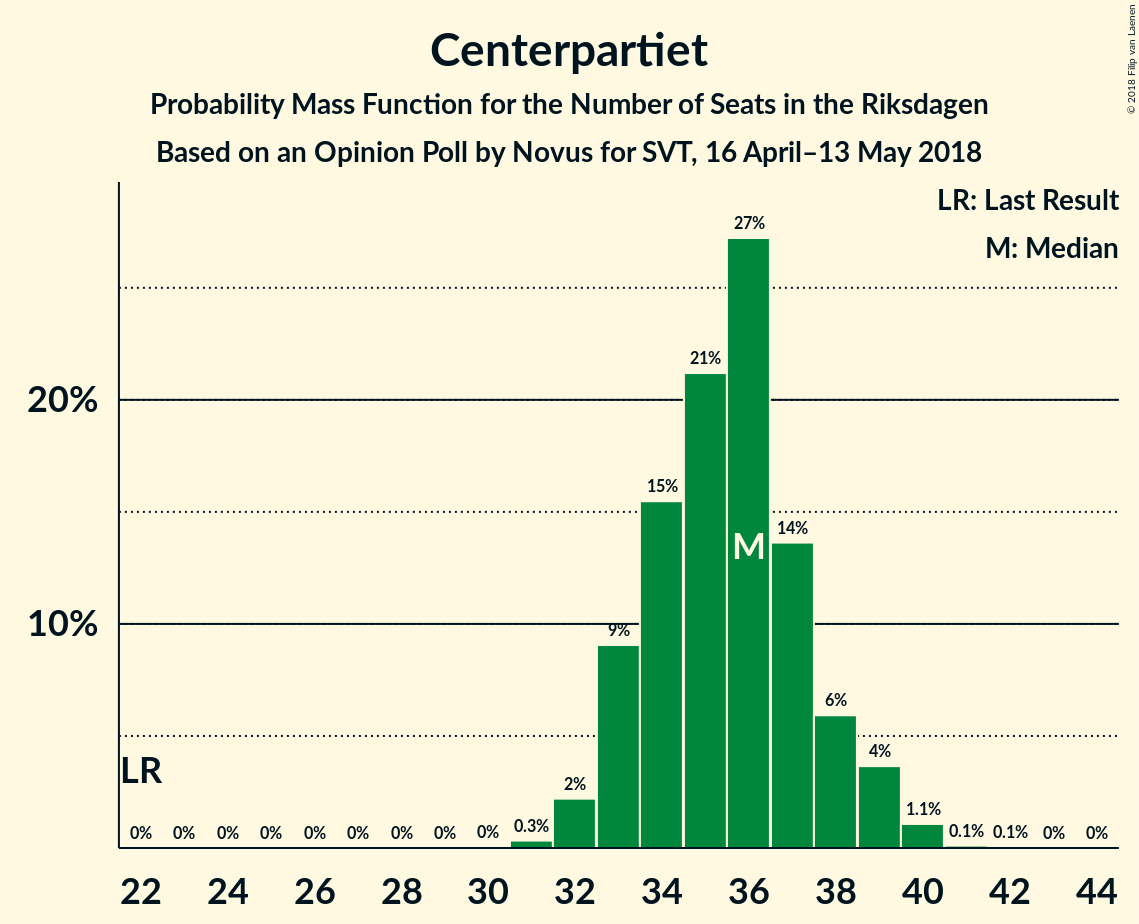 Centerpartiet
Probability Mass Function for the Number of Seats in the Riksdagen
Based on an Opinion Poll by Novus for SVT, 16 April–13 May 2018
© 2018 Filip van Laenen
LR: Last Result
M: Median
27%
21%
20%
15%
14%
M
10%
9%
6%
4%
LR
2%
1.1%
0% 0% 0% 0% 0% 0% 0% 0% 0% 0.3% 0.1% 0.1% 0% 0%
22 24 26 28 30 32 34 36 38 40 42 44